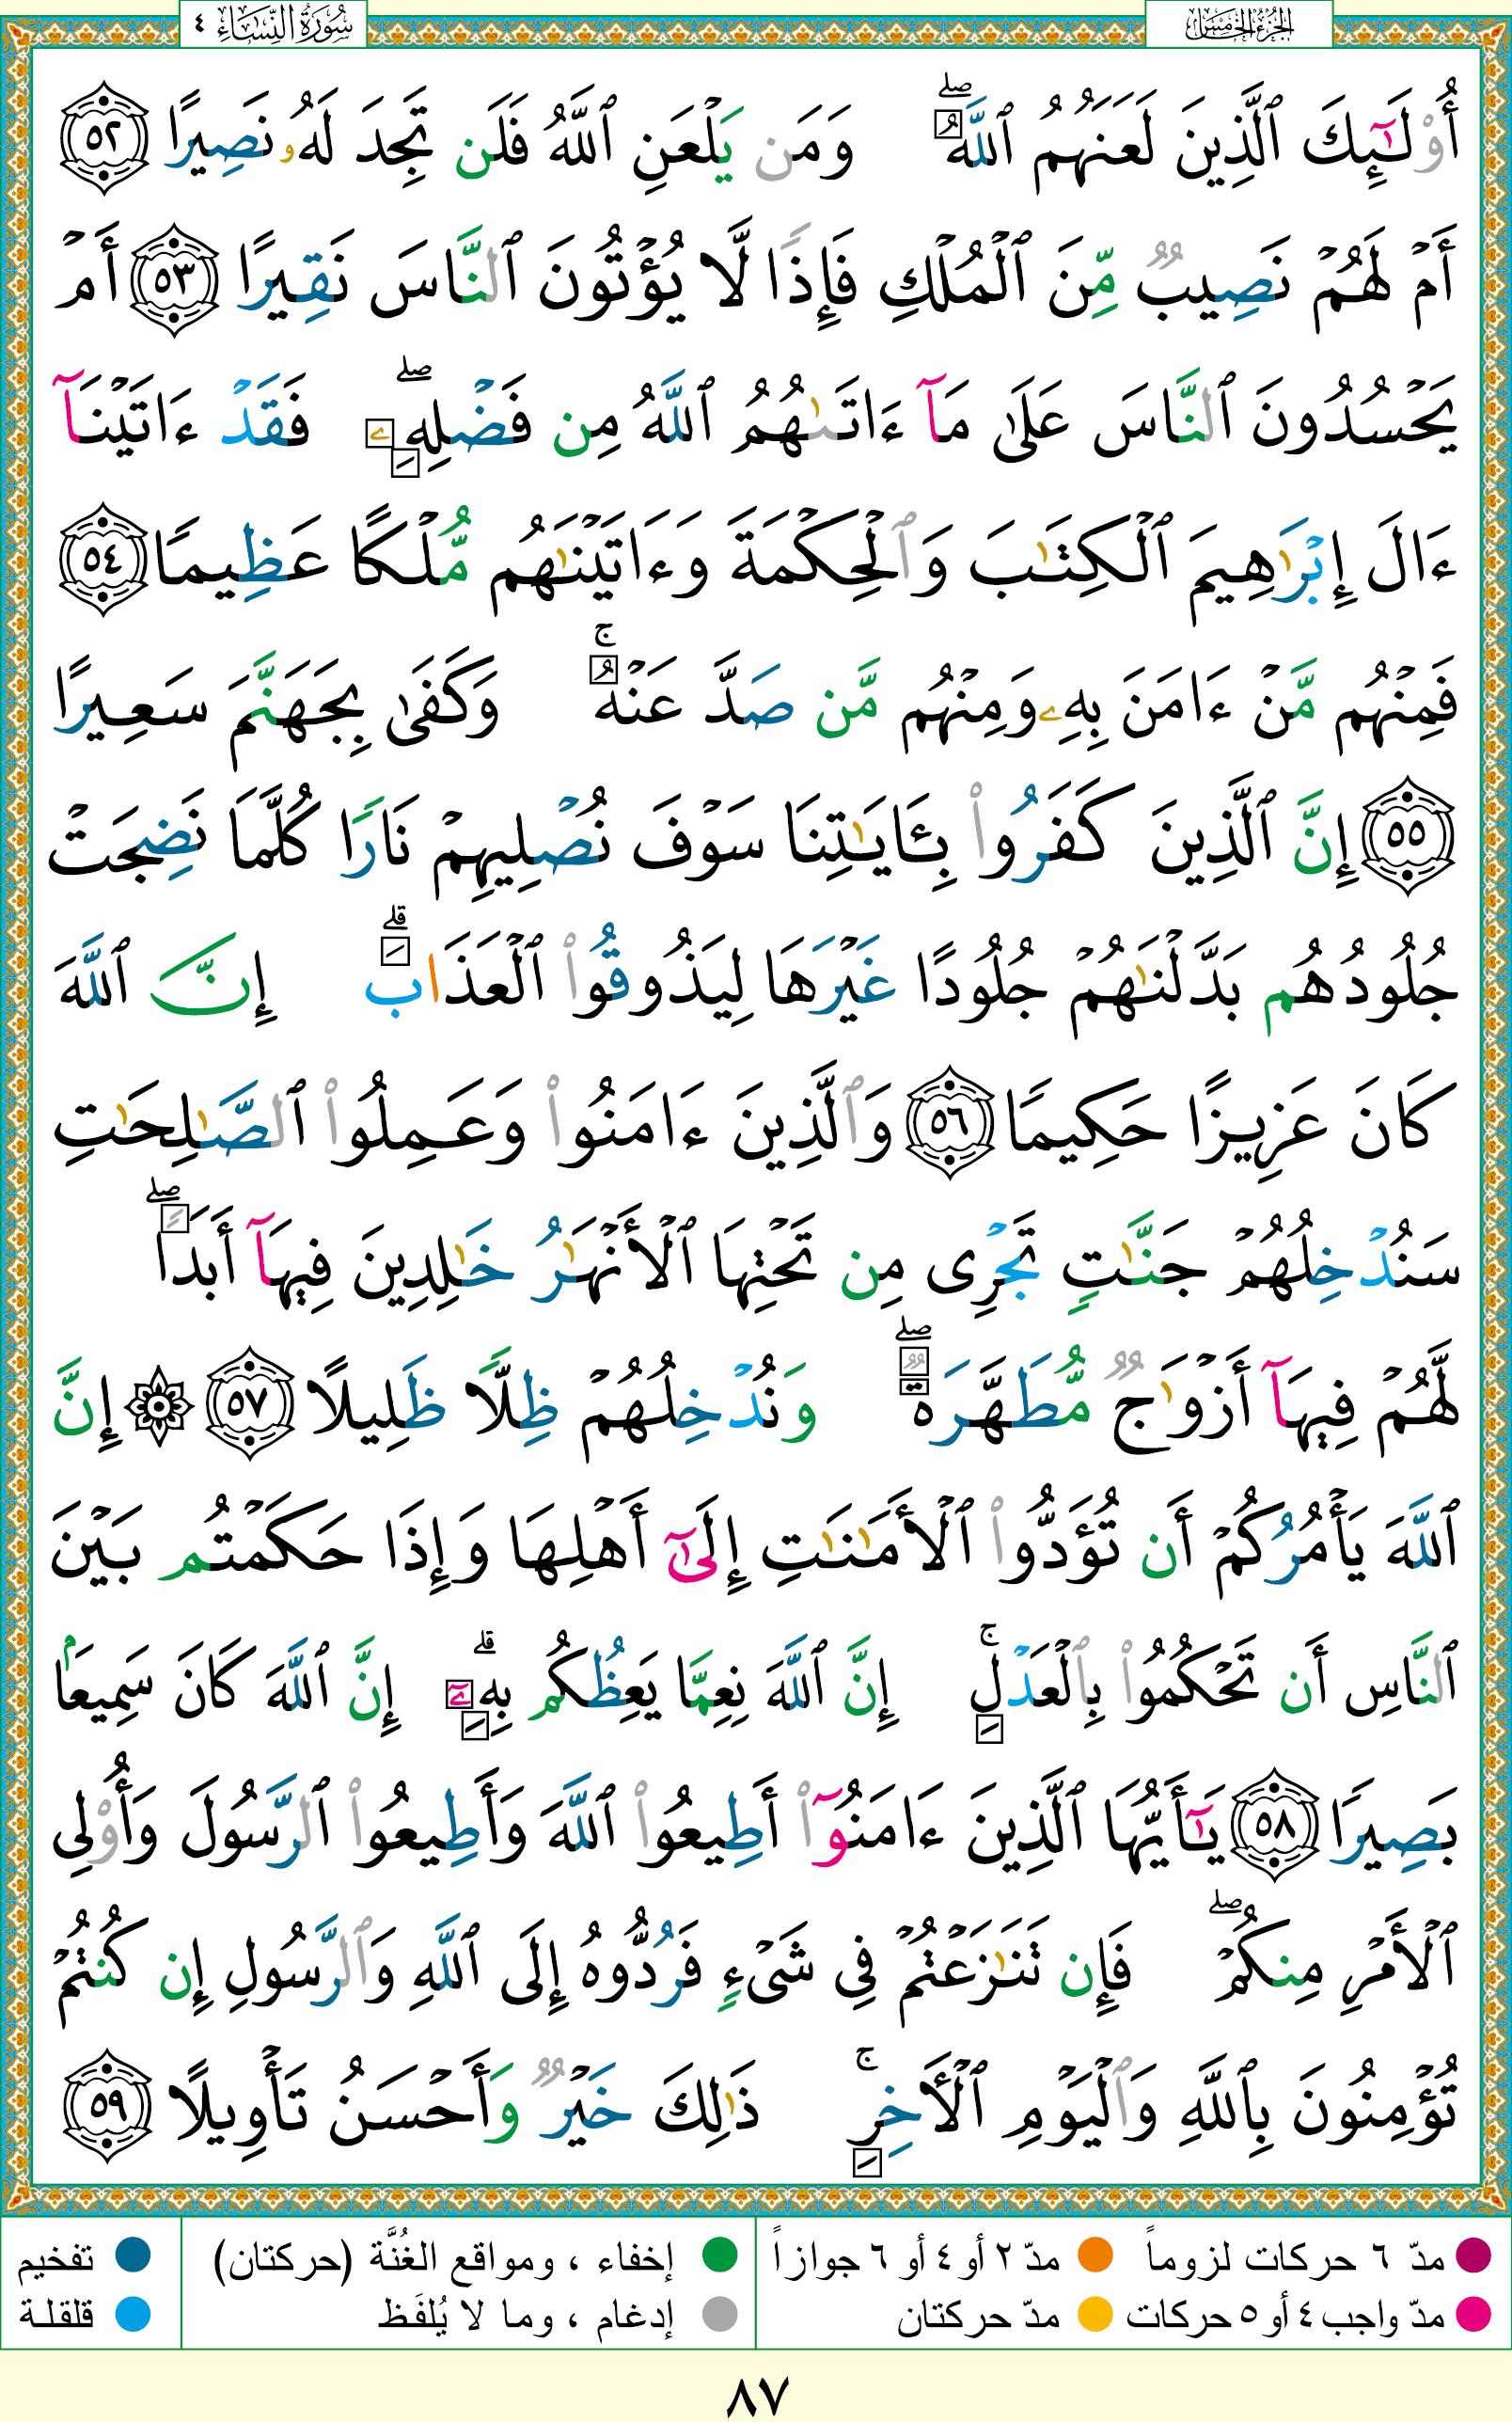 الجزء الخامس
سُورَةُ النِّسَاءِ ٤
أُوْلَـٰٓئِكَ ٱلَّذِينَ لَعَنَهُمُ ٱللَّهُۖ وَمَن يَلۡعَنِ ٱللَّهُ فَلَن تَجِدَ لَهُۥ نَصِيرًا ٥٢
أَمۡ لَهُمۡ نَصِيبٞ مِّنَ ٱلۡمُلۡكِ فَإِذٗا لَّا يُؤۡتُونَ ٱلنَّاسَ نَقِيرًا ٥٣ أَمۡ
يَحۡسُدُونَ ٱلنَّاسَ عَلَىٰ مَآ ءَاتَىٰهُمُ ٱللَّهُ مِن فَضۡلِهِۦۖ فَقَدۡ ءَاتَيۡنَآ
ءَالَ إِبۡرَٰهِيمَ ٱلۡكِتَٰبَ وَٱلۡحِكۡمَةَ وَءَاتَيۡنَٰهُم مُّلۡكًا عَظِيمٗا ٥٤
فَمِنۡهُم مَّنۡ ءَامَنَ بِهِۦ وَمِنۡهُم مَّن صَدَّ عَنۡهُۚ وَكَفَىٰ بِجَهَنَّمَ سَعِيرًا
٥٥ إِنَّ ٱلَّذِينَ كَفَرُواْ بِـَٔايَٰتِنَا سَوۡفَ نُصۡلِيهِمۡ نَارٗا كُلَّمَا نَضِجَتۡ
جُلُودُهُم بَدَّلۡنَٰهُمۡ جُلُودًا غَيۡرَهَا لِيَذُوقُواْ ٱلۡعَذَابَۗ إِنَّ ٱللَّهَ
كَانَ عَزِيزًا حَكِيمٗا ٥٦ وَٱلَّذِينَ ءَامَنُواْ وَعَمِلُواْ ٱلصَّٰلِحَٰتِ
سَنُدۡخِلُهُمۡ جَنَّٰتٖ تَجۡرِي مِن تَحۡتِهَا ٱلۡأَنۡهَٰرُ خَٰلِدِينَ فِيهَآ أَبَدٗاۖ
لَّهُمۡ فِيهَآ أَزۡوَٰجٞ مُّطَهَّرَةٞۖ وَنُدۡخِلُهُمۡ ظِلّٗا ظَلِيلًا ٥٧ ۞ إِنَّ
ٱللَّهَ يَأۡمُرُكُمۡ أَن تُؤَدُّواْ ٱلۡأَمَٰنَٰتِ إِلَىٰٓ أَهۡلِهَا وَإِذَا حَكَمۡتُم بَيۡنَ
ٱلنَّاسِ أَن تَحۡكُمُواْ بِٱلۡعَدۡلِۚ إِنَّ ٱللَّهَ نِعِمَّا يَعِظُكُم بِهِۦٓۗ إِنَّ ٱللَّهَ كَانَ سَمِيعَۢا
بَصِيرٗا ٥٨ يَـٰٓأَيُّهَا ٱلَّذِينَ ءَامَنُوٓاْ أَطِيعُواْ ٱللَّهَ وَأَطِيعُواْ ٱلرَّسُولَ وَأُوْلِي
ٱلۡأَمۡرِ مِنكُمۡۖ فَإِن تَنَٰزَعۡتُمۡ فِي شَيۡءٖ فَرُدُّوهُ إِلَى ٱللَّهِ وَٱلرَّسُولِ إِن كُنتُمۡ
تُؤۡمِنُونَ بِٱللَّهِ وَٱلۡيَوۡمِ ٱلۡأٓخِرِۚ ذَٰلِكَ خَيۡرٞ وَأَحۡسَنُ تَأۡوِيلًا ٥٩
مدّ ٦ حركات لزوماً مدّ ٢ أو ٤ أو ٦ جوازاً إخفاء ، ومواقع الغُنَّة (حركتان) تفخيم
مدّ واجب ٤ أو ٥ حركات مدّ حركتان إدغام ، وما لا يُلفَظ قلقلة
٨٧